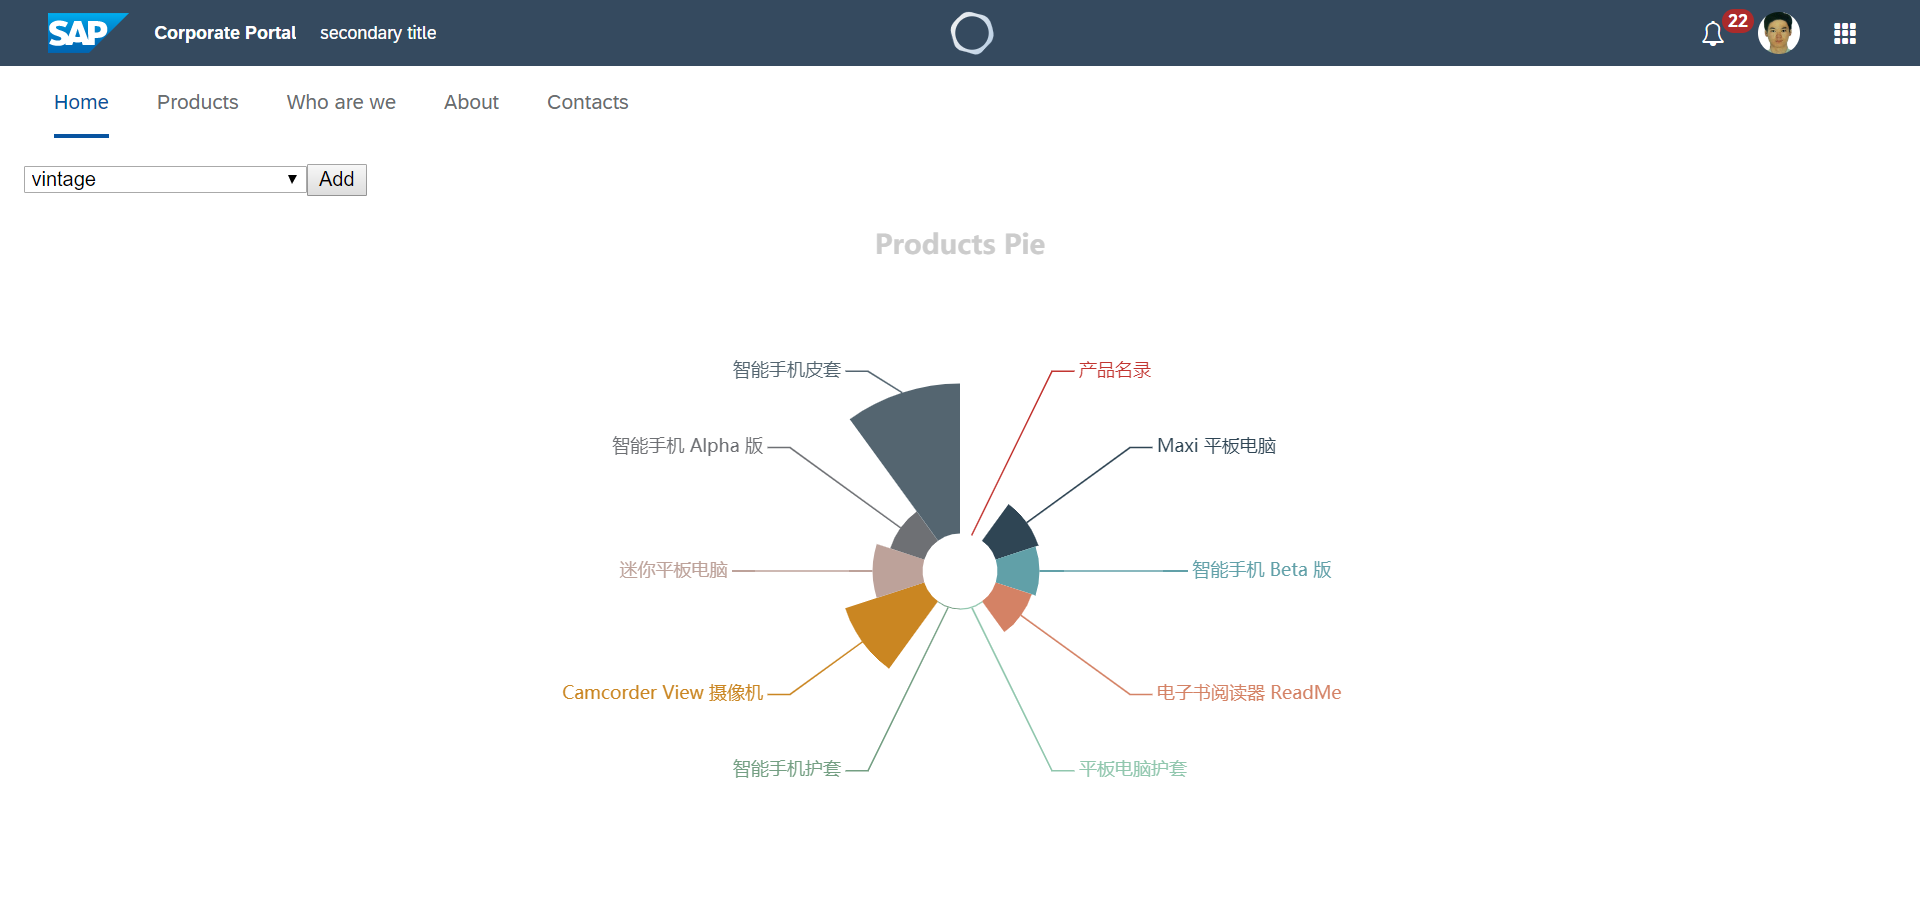 SAP Corporate Portal secondary title 22
Home Products Who are we About Contacts
vintage Add
Products Pie
智能手机皮套 产品名录
智能手机 Alpha 版 Maxi 平板电脑
迷你平板电脑 智能手机 Beta 版
Camcorder View 摄像机 电子书阅读器 ReadMe
智能手机护套 平板电脑护套